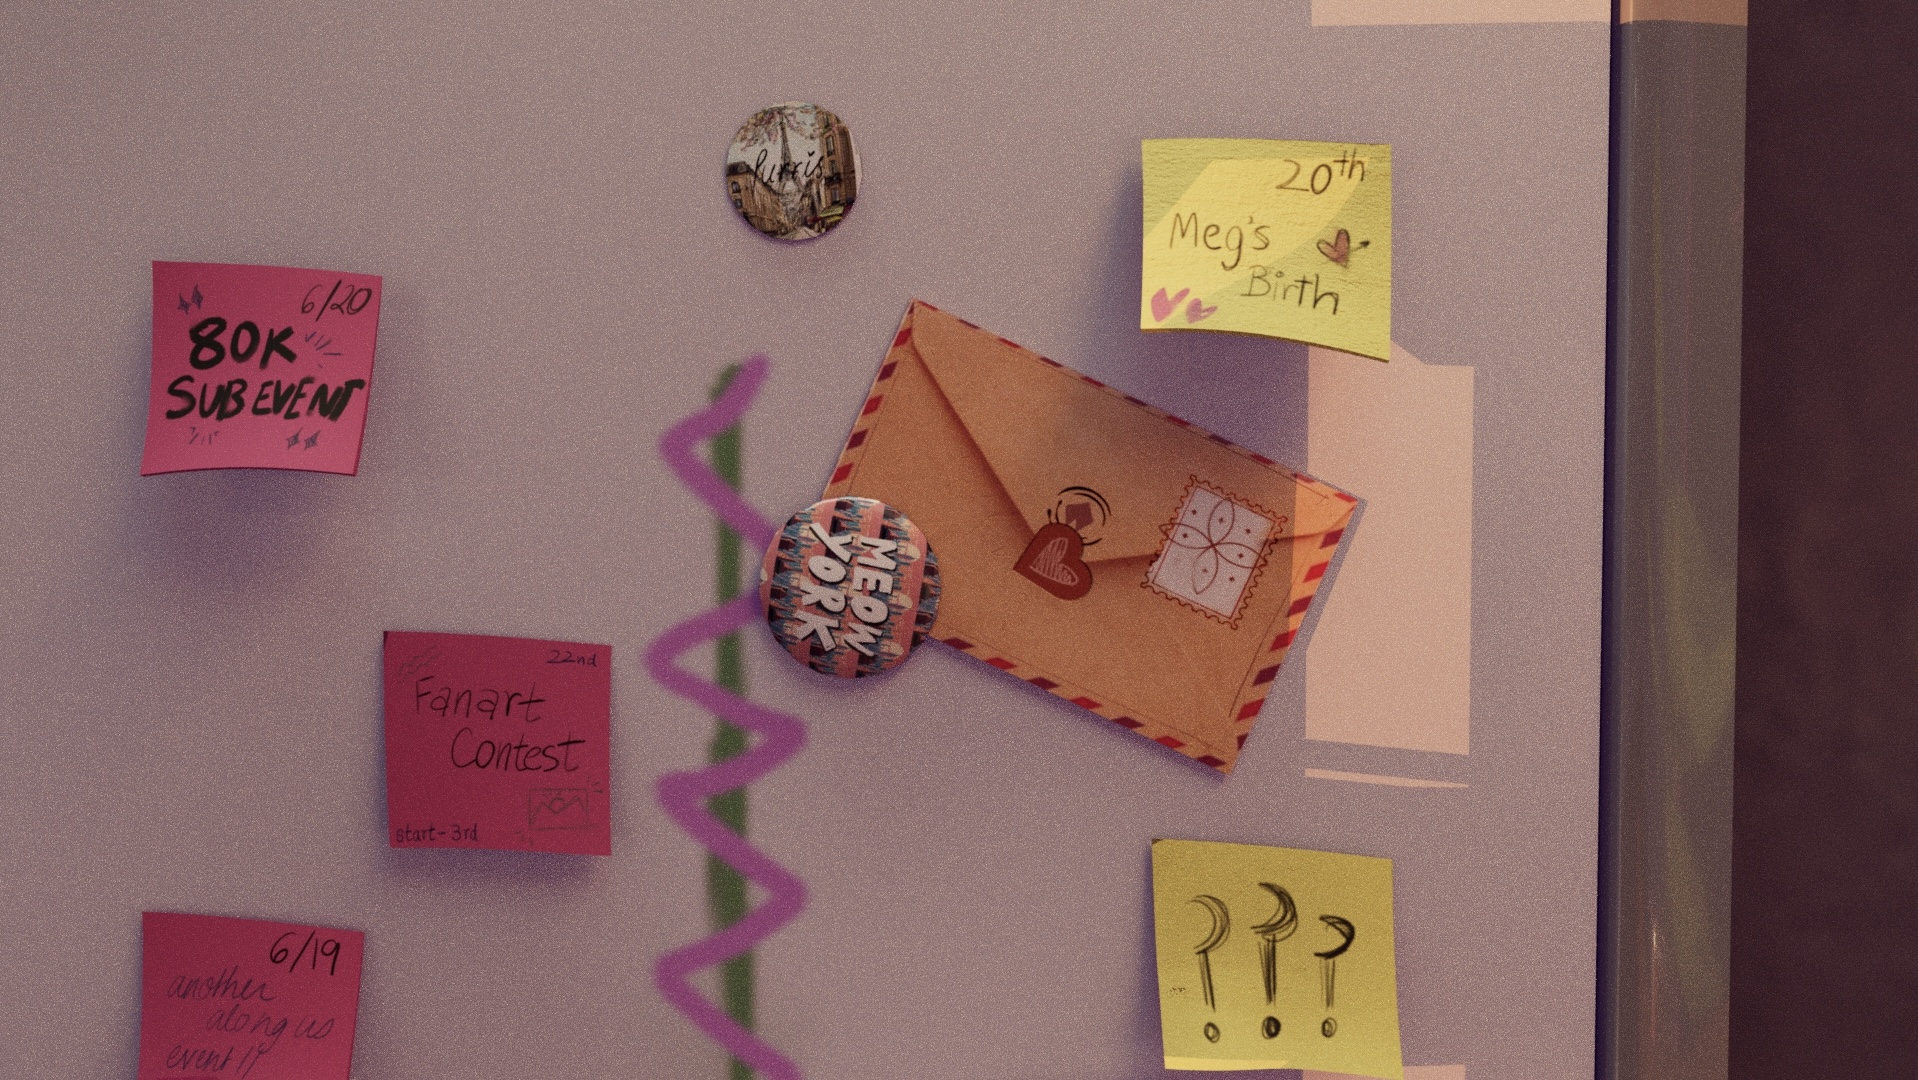 Purris
20th
Meg's
Birth
6/20
80K
SUB EVENT
MEOW
YORK
22nd
Fanart
Contest
start-3rd
???
6/19
another
along us
event!!